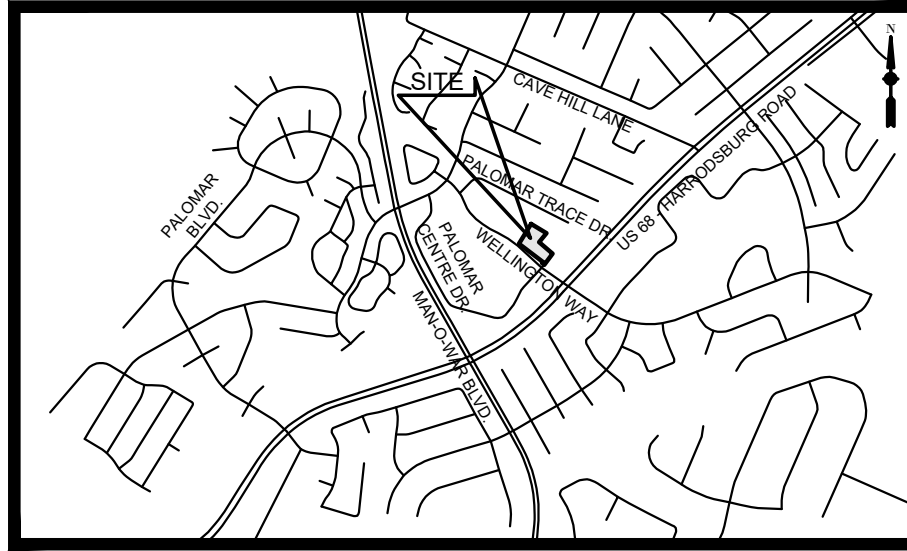 N
SITE
CAVE HILL LANE
US 68 - HARRODSBURG ROAD
PALOMAR TRACE DR.
PALOMAR
BLVD.
PALOMAR
CENTRE DR.
WELLINGTON WAY
MAN-O-WAR BLVD.